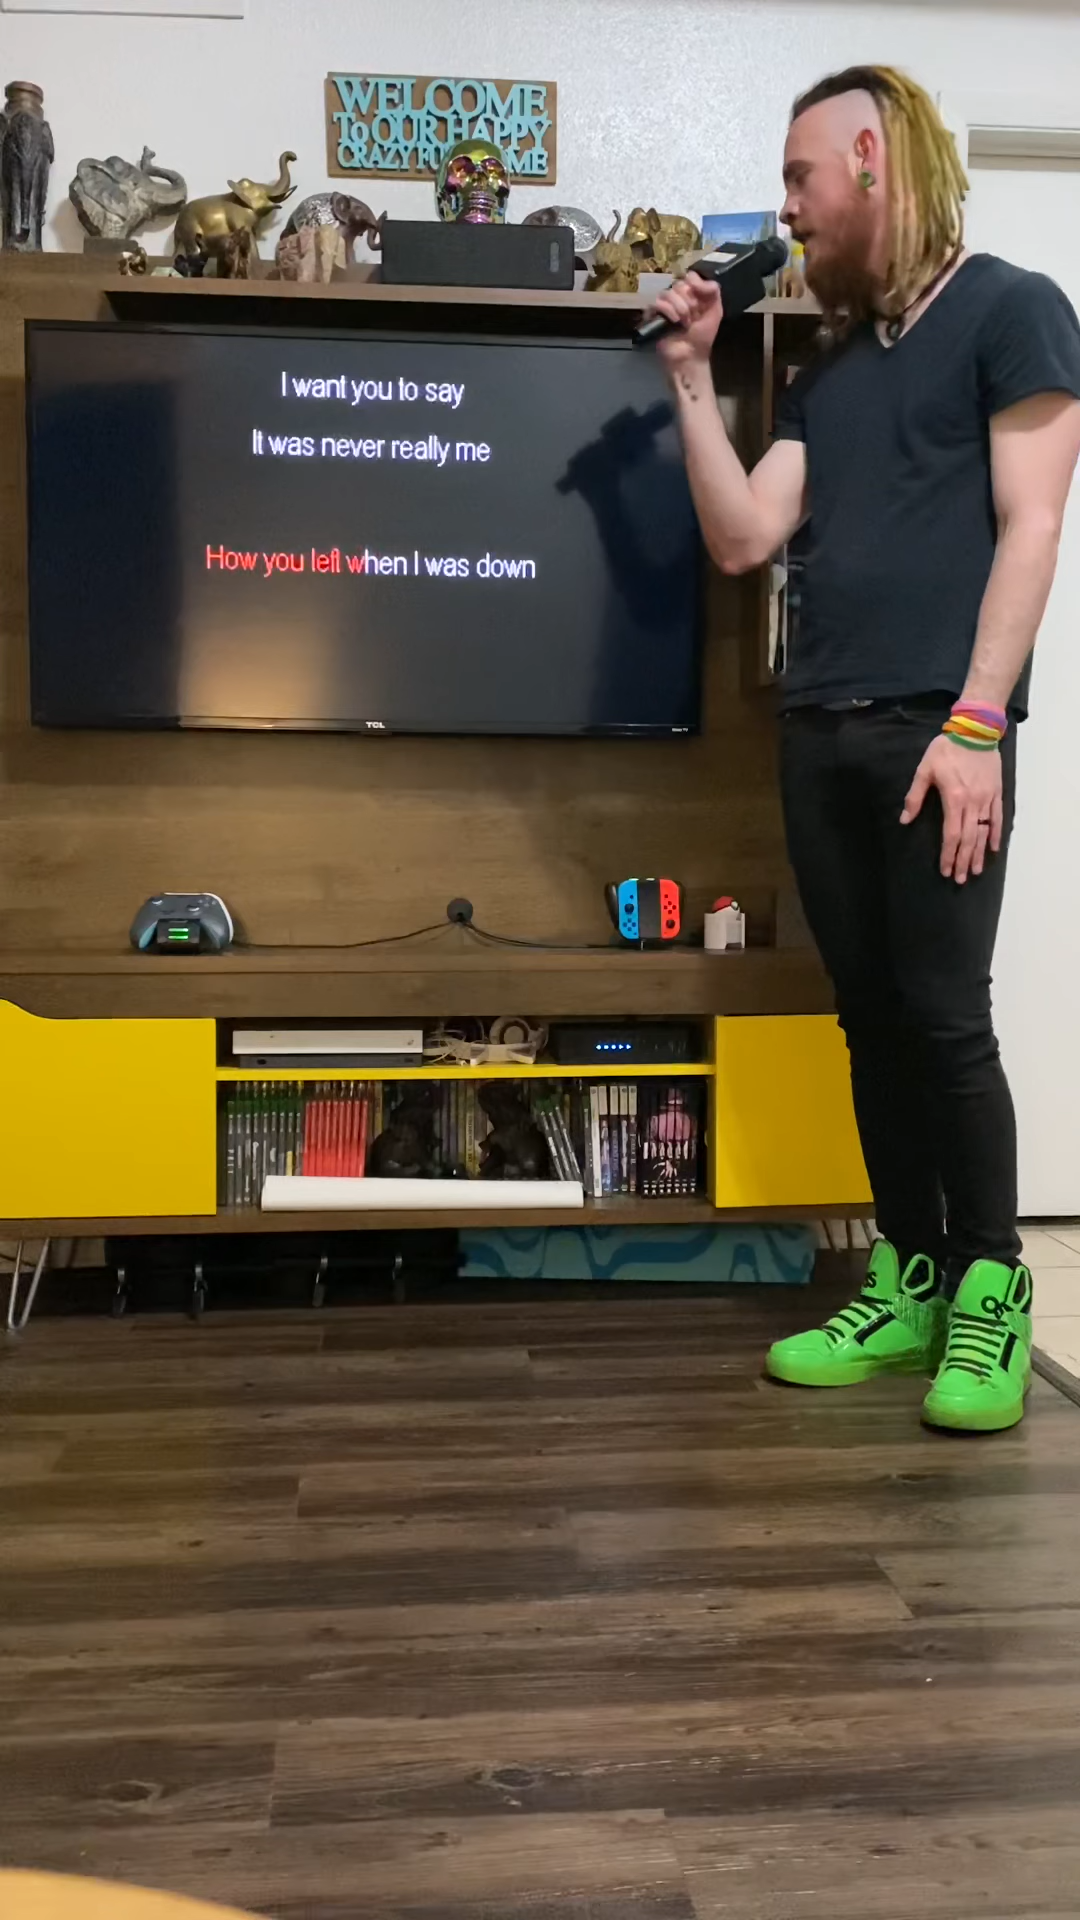 WELCOME
To OUR HAPPY
CRAZY
I want you to say
It was never really me
How you left when I was down
TCL